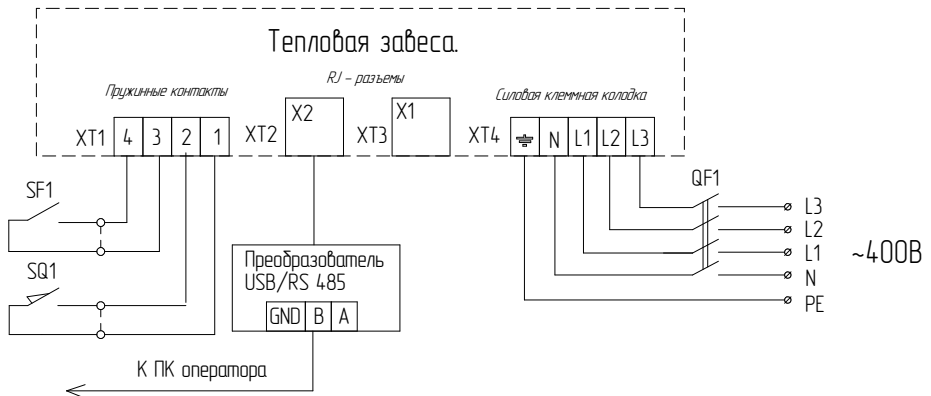 Тепловая завеса.
RJ – разъемы
Пружинные контакты
Силовая клеммная колодка
XT1 4 3 2 1 XT2 X2 XT3 X1 XT4 N L1 L2 L3
SF1
QF1
L3
L2
L1
N
PE
~400В
SQ1
Преобразователь
USB/RS 485
GND B A
К ПК оператора